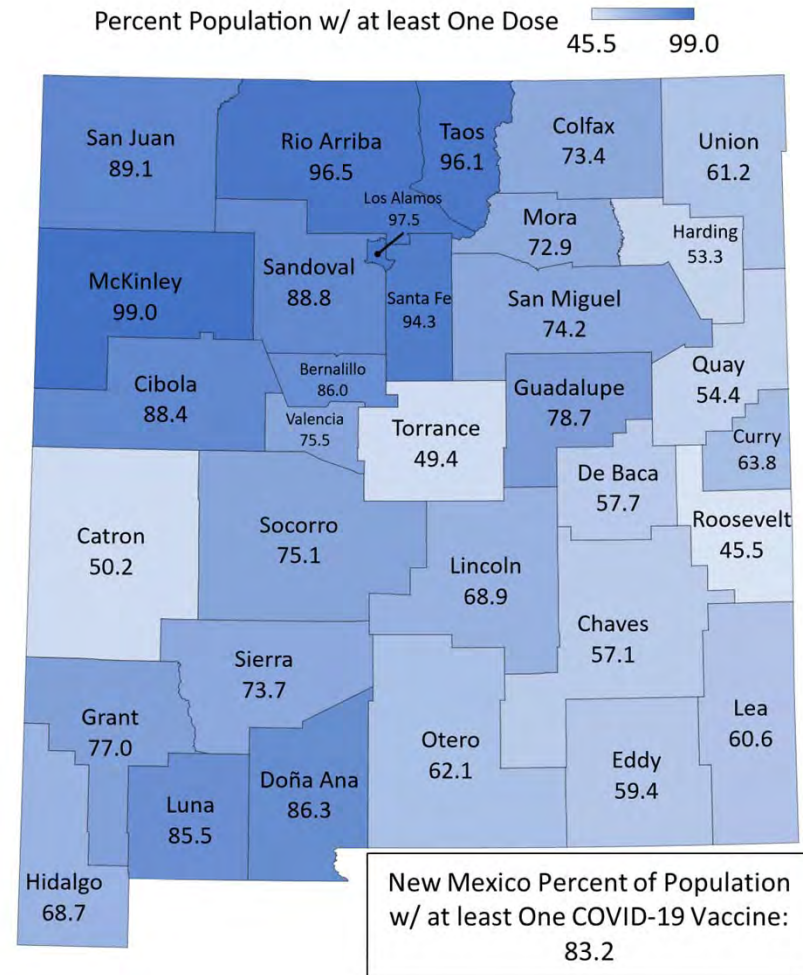 Percent Population w/ at least One Dose
45.5 99.0
San Juan
89.1
Rio Arriba
96.5
Taos
96.1
Colfax
73.4
Union
61.2
Los Alamos
97.5
Mora
72.9
Harding
53.3
McKinley
99.0
Sandoval
88.8
Santa Fe
94.3
San Miguel
74.2
Quay
54.4
Cibola
88.4
Bernalillo
86.0
Guadalupe
78.7
Valencia
75.5
Torrance
49.4
Curry
63.8
De Baca
57.7
Roosevelt
45.5
Catron
50.2
Socorro
75.1
Lincoln
68.9
Chaves
57.1
Sierra
73.7
Grant
77.0
Otero
62.1
Lea
60.6
Eddy
59.4
Doña Ana
86.3
Luna
85.5
Hidalgo
68.7
New Mexico Percent of Population
w/ at least One COVID-19 Vaccine:
83.2